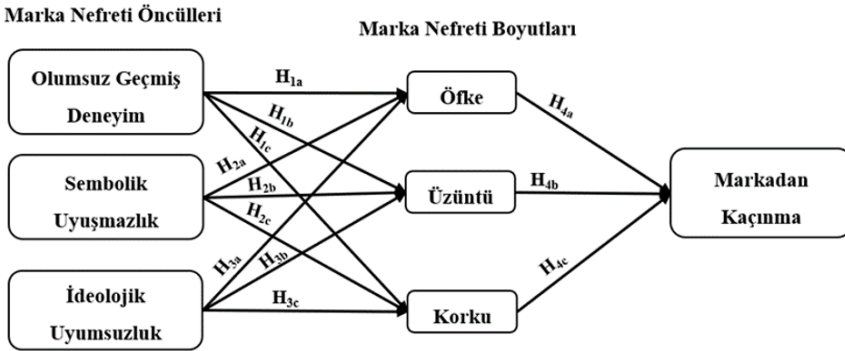 Marka Nefreti Öncülleri
Marka Nefreti Boyutları
Olumsuz Geçmiş
Deneyim
Sembolik
Uyuşmazlık
İdeolojik
Uyumsuzluk
H1a
H1b
H1c
H2a
H2b
H2c
H3a
H3b
H3c
Öfke
Üzüntü
Korku
H4a
H4b
H4c
Markadan
Kaçınma